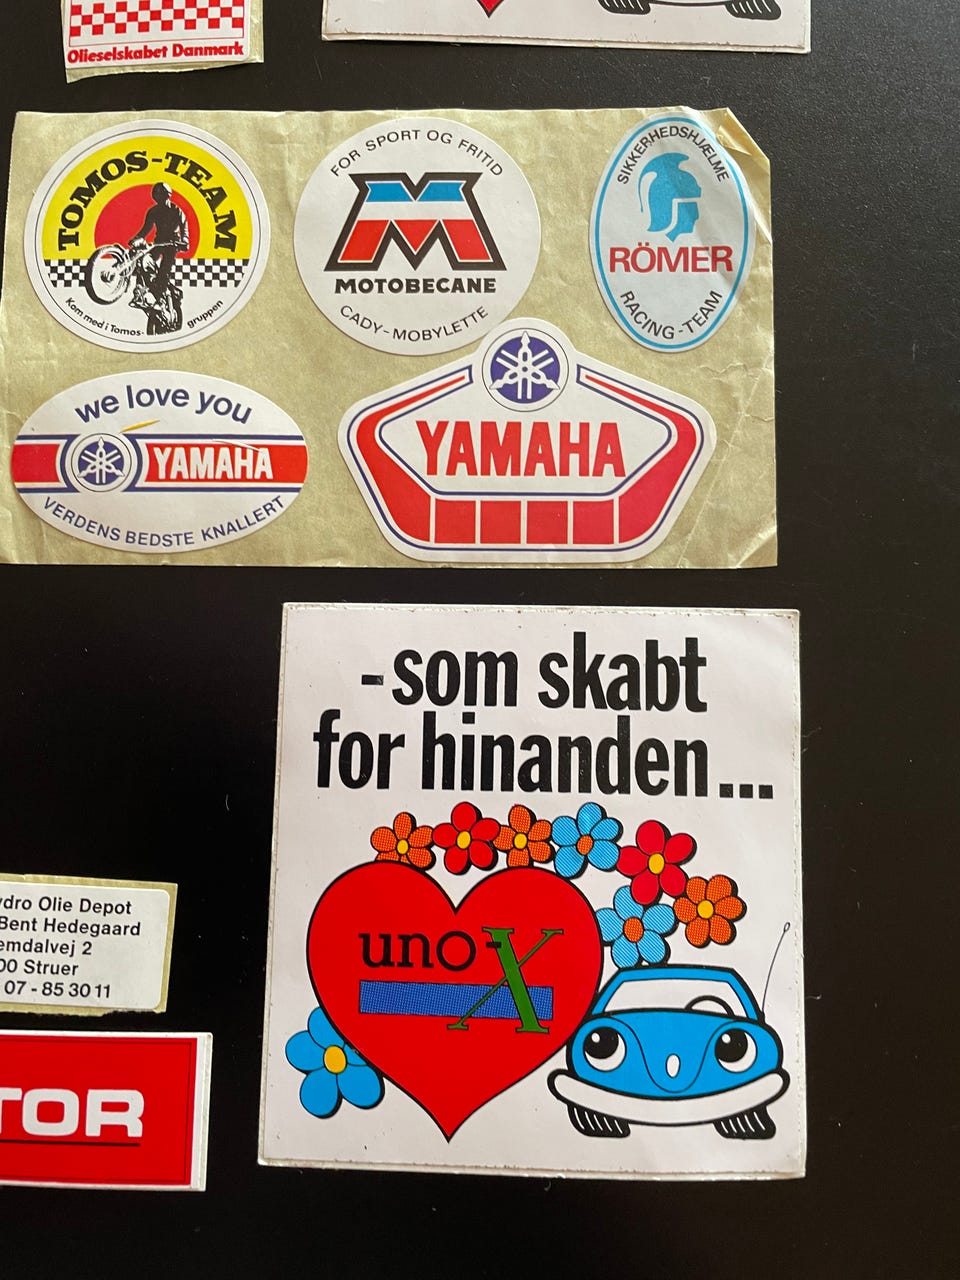 Olieselskabet Danmark
TOMOS-TEAM
Kom med i Tomos-gruppen
FOR SPORT OG FRITID
M
MOTOBECANE
CADY-MOBYLETTE
SIKKERHEDSHJÆLME
RÖMER
RACING-TEAM
we love you
YAMAHA
VERDENS BEDSTE KNALLERT
YAMAHA
-som skabt
for hinanden...
uno-X
Olie Depot
Bent Hedegaard
2
Struer
07-85 30 11